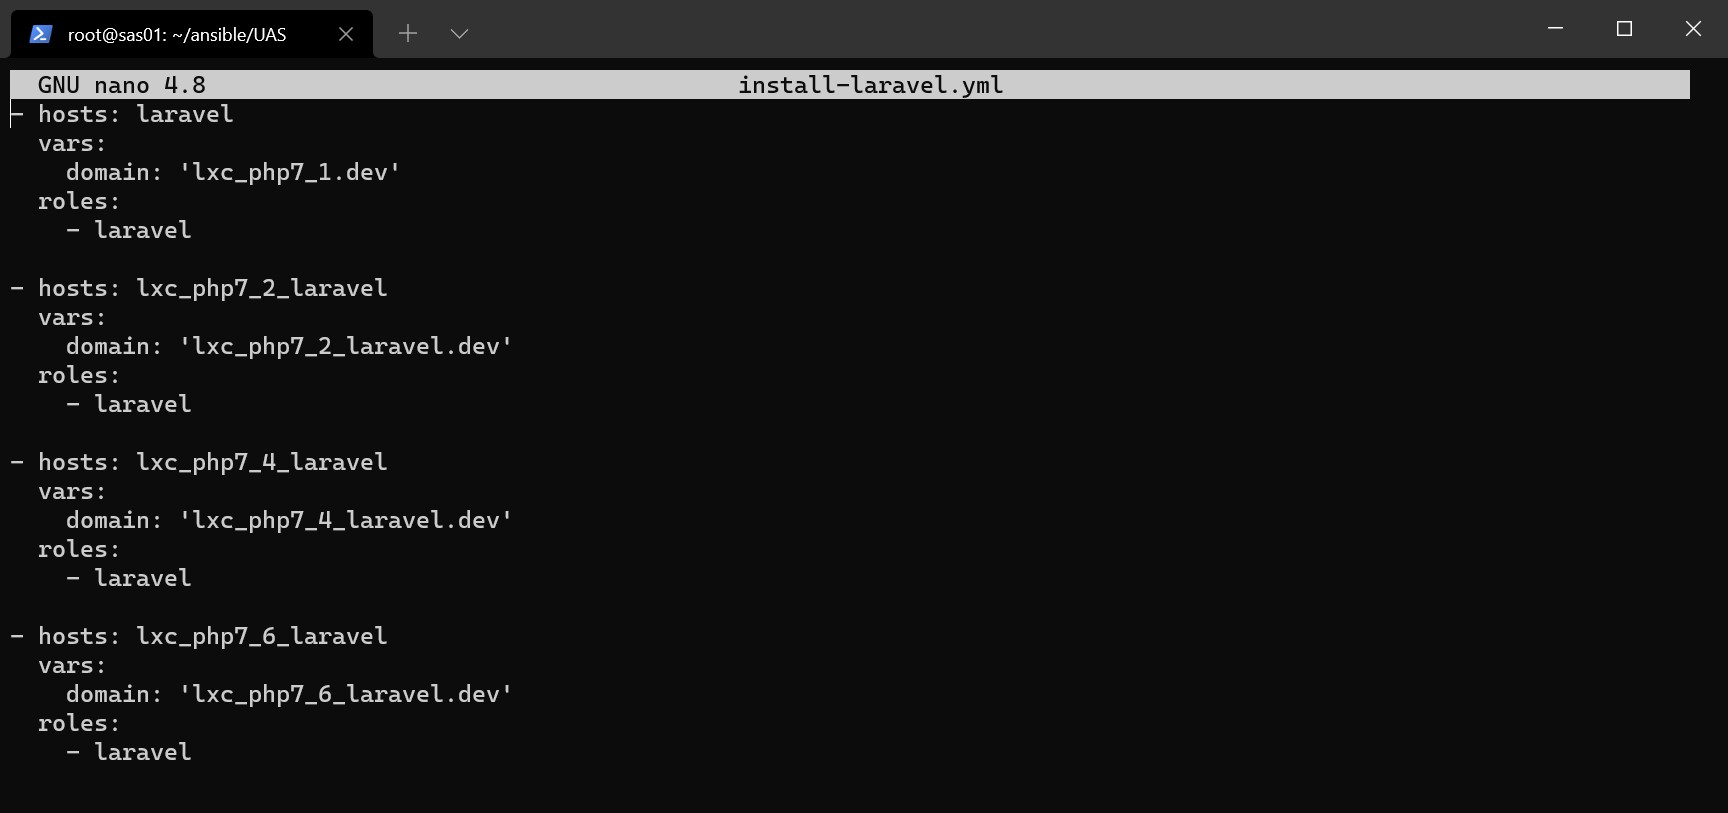 root@sas01: ~/ansible/UAS
GNU nano 4.8 install-laravel.yml
- hosts: laravel
  vars:
    domain: 'lxc_php7_1.dev'
  roles:
    - laravel

- hosts: lxc_php7_2_laravel
  vars:
    domain: 'lxc_php7_2_laravel.dev'
  roles:
    - laravel

- hosts: lxc_php7_4_laravel
  vars:
    domain: 'lxc_php7_4_laravel.dev'
  roles:
    - laravel

- hosts: lxc_php7_6_laravel
  vars:
    domain: 'lxc_php7_6_laravel.dev'
  roles:
    - laravel